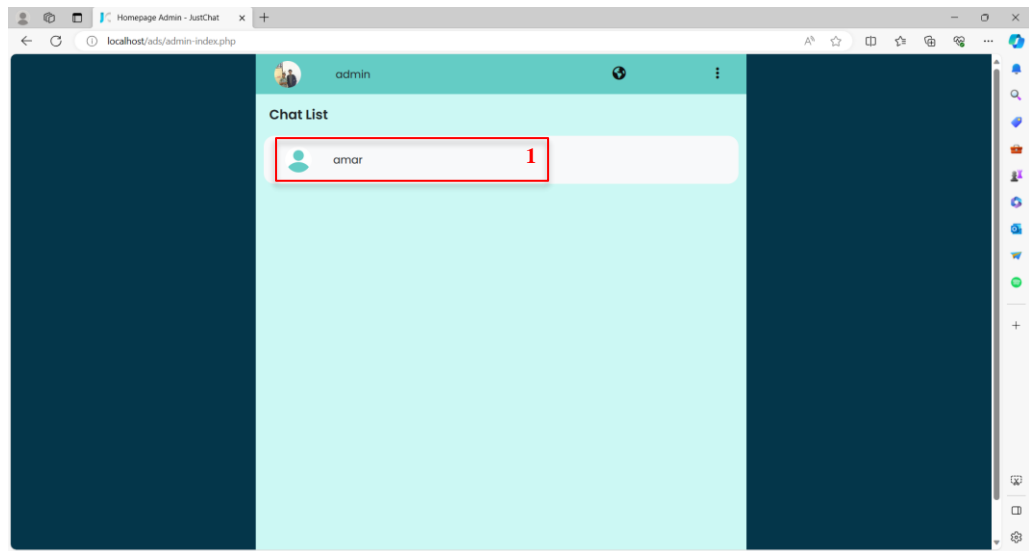 Homepage Admin - JustChat
localhost/ads/admin-index.php
admin
Chat List
amar 1